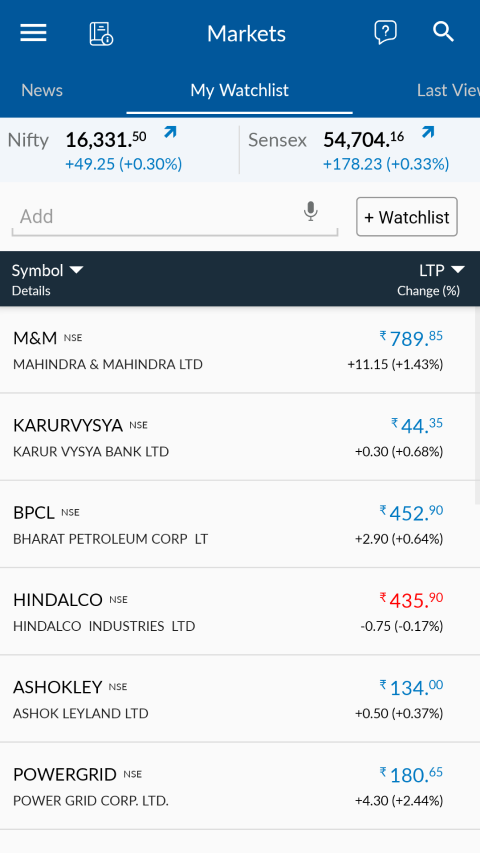 Markets
News My Watchlist Last View
Nifty 16,331.50 Sensex 54,704.16
+49.25 (+0.30%) +178.23 (+0.33%)
Add + Watchlist
Symbol LTP
Details Change (%)
M&M NSE ₹ 789.85
MAHINDRA & MAHINDRA LTD +11.15 (+1.43%)
KARURVYSYA NSE ₹ 44.35
KARUR VYSYA BANK LTD +0.30 (+0.68%)
BPCL NSE ₹ 452.90
BHARAT PETROLEUM CORP LT +2.90 (+0.64%)
HINDALCO NSE ₹ 435.90
HINDALCO INDUSTRIES LTD -0.75 (-0.17%)
ASHOKLEY NSE ₹ 134.00
ASHOK LEYLAND LTD +0.50 (+0.37%)
POWERGRID NSE ₹ 180.65
POWER GRID CORP. LTD. +4.30 (+2.44%)